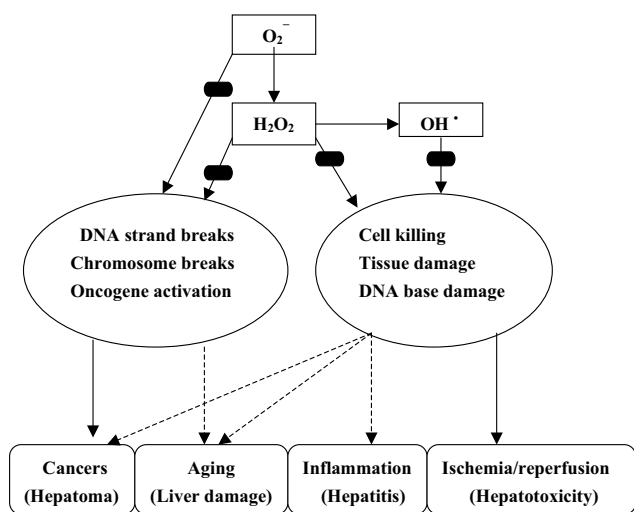 O₂⁻
H₂O₂
OH•
DNA strand breaks
Chromosome breaks
Oncogene activation
Cell killing
Tissue damage
DNA base damage
Cancers
(Hepatoma)
Aging
(Liver damage)
Inflammation
(Hepatitis)
Ischemia/reperfusion
(Hepatotoxicity)